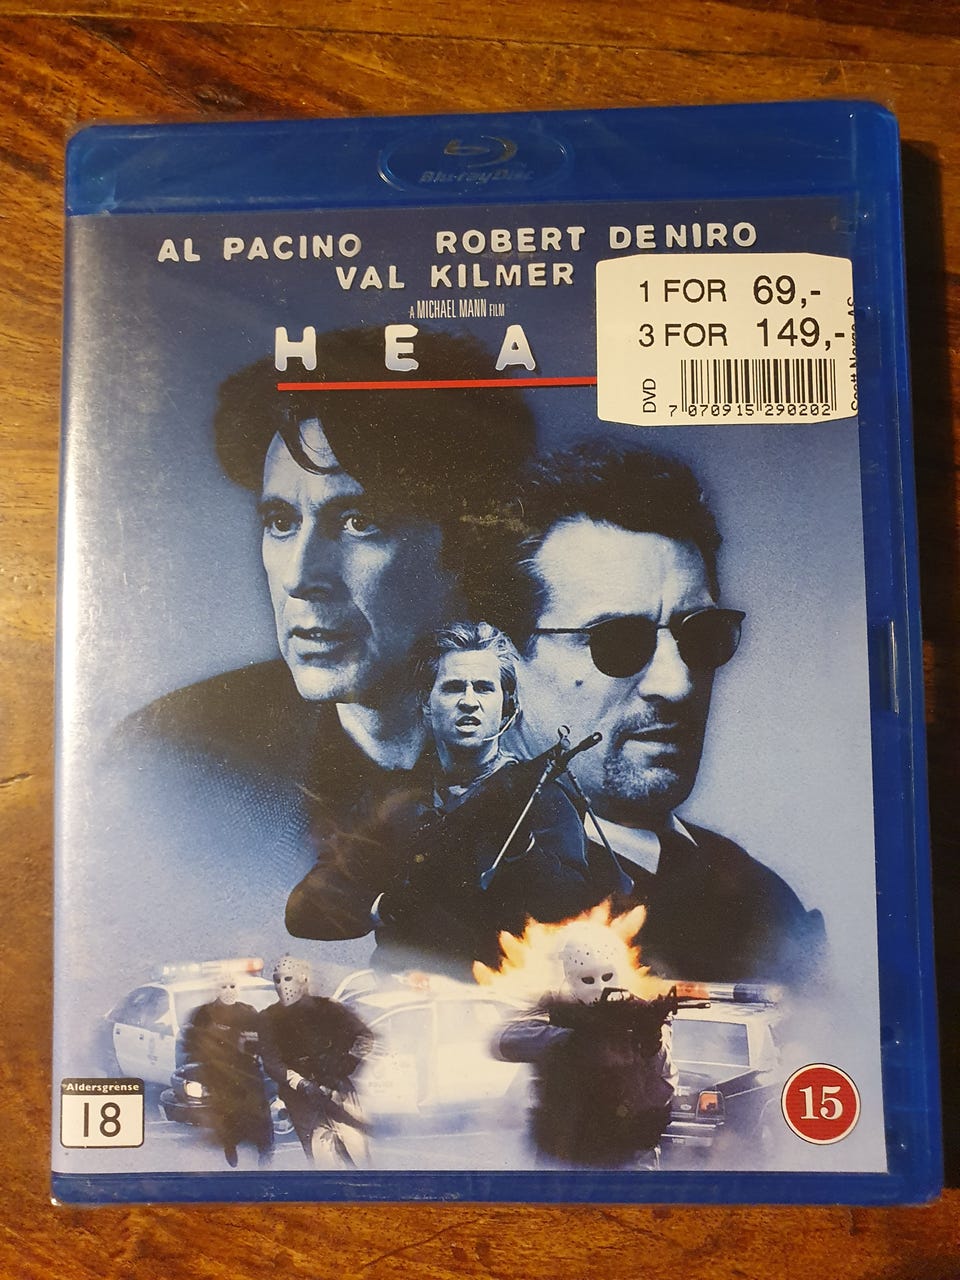 Blu-ray Disc
AL PACINO ROBERT DE NIRO
VAL KILMER
A MICHAEL MANN FILM
HEA
1 FOR 69,-
3 FOR 149,-
DVD
7 070915 290202
Aldersgrense
18
15